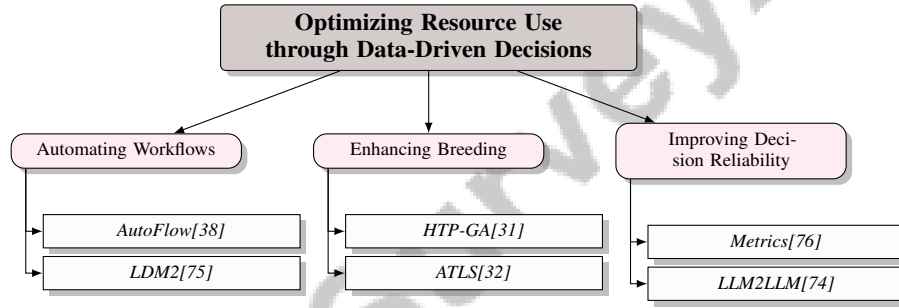 Optimizing Resource Use
through Data-Driven Decisions
Automating Workflows
Enhancing Breeding
Improving Deci-
sion Reliability
AutoFlow[38]
HTP-GA[31]
Metrics[76]
LDM2[75]
ATLS[32]
LLM2LLM[74]